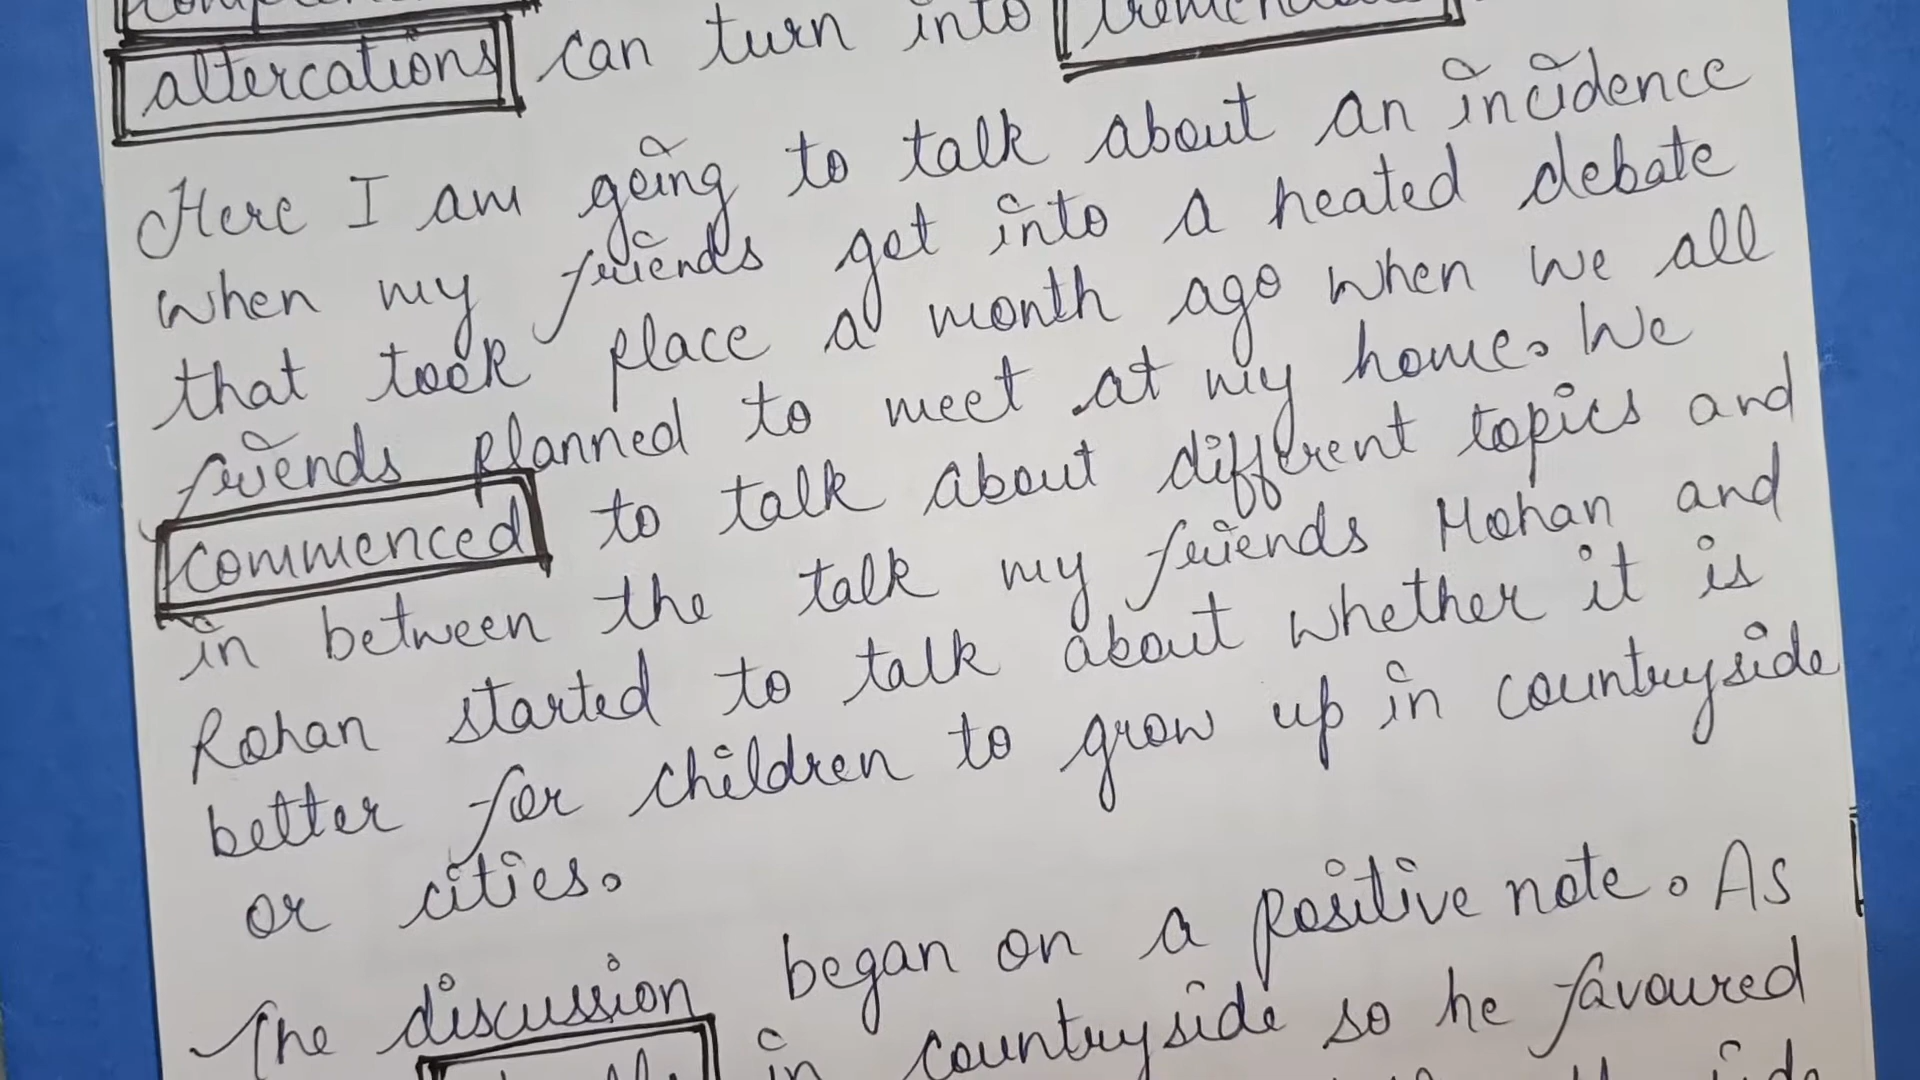 altercations can turn into
Here I am going to talk about an incidence
when my friends get into a heated debate
that took place a month ago when we all
friends planned to meet at my home. We
commenced to talk about different topics and
in between the talk my friends Mohan and
Rohan started to talk about whether it is
better for children to grow up in countryside
or cities.
The discussion began on a positive note. As
in countryside so he favoured